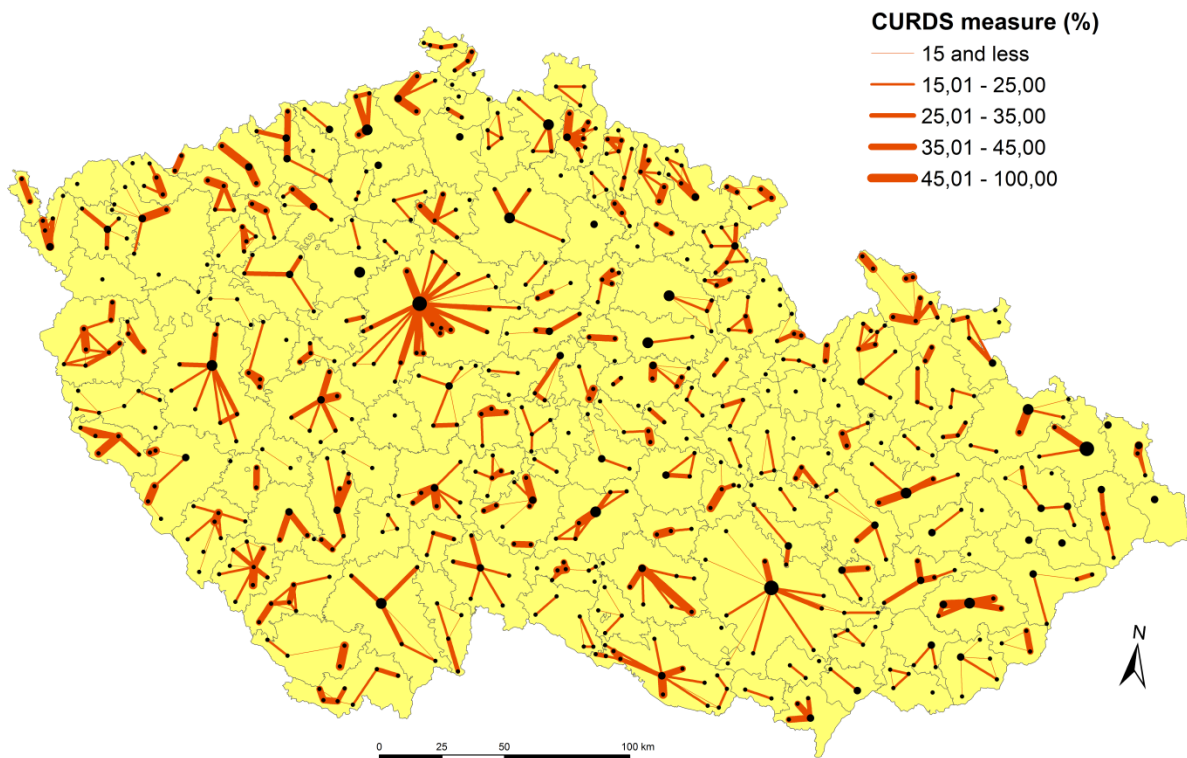 CURDS measure (%)
15 and less
15,01 - 25,00
25,01 - 35,00
35,01 - 45,00
45,01 - 100,00
N
0 25 50 100 km